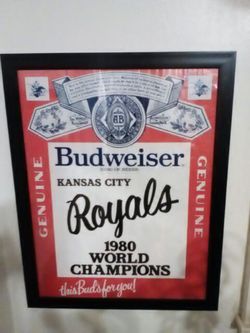 Budweiser
KING OF BEERS
KANSAS CITY
Royals
1980
WORLD
CHAMPIONS
GENUINE
GENUINE
this Bud's for you!